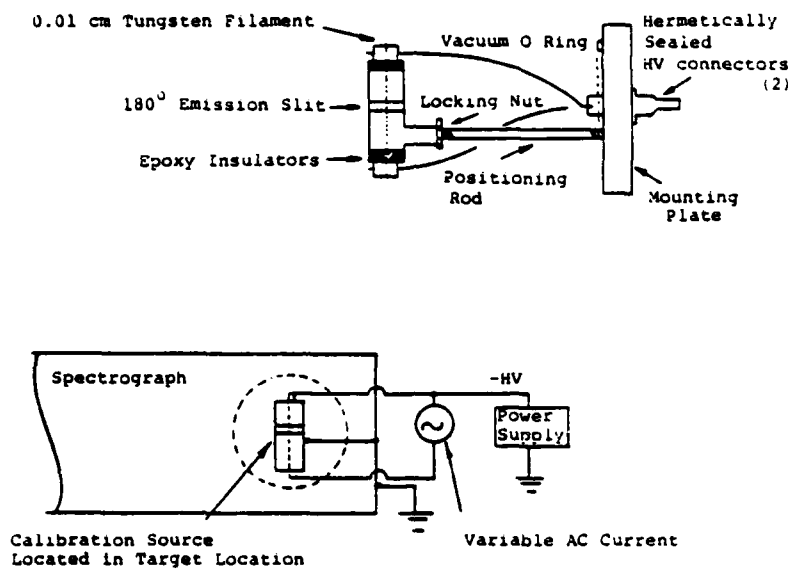 0.01 cm Tungsten Filament
Vacuum O Ring
Hermetically
Sealed
HV connectors
(2)
180° Emission Slit
Locking Nut
Epoxy Insulators
Positioning
Rod
Mounting
Plate
Spectrograph
-HV
Power
Supply
Calibration Source
Located in Target Location
Variable AC Current